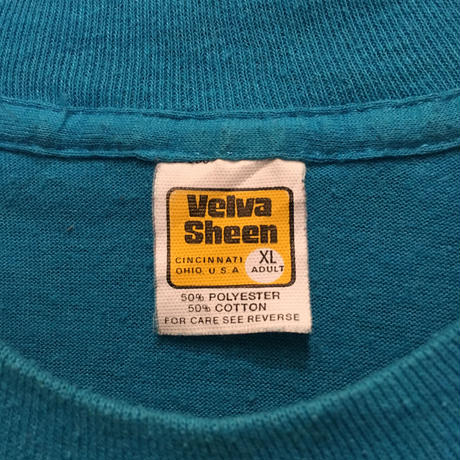 Velva
Sheen
CINCINNATI
OHIO, U.S.A
XL
ADULT
50% POLYESTER
50% COTTON
FOR CARE SEE REVERSE